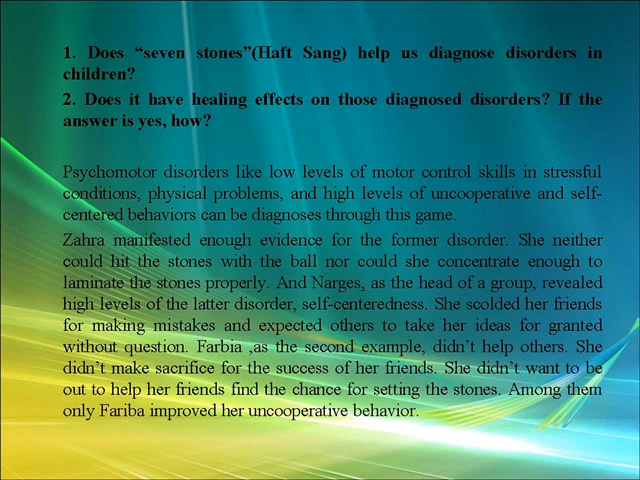 1. Does “seven stones”(Haft Sang) help us diagnose disorders in
children?
2. Does it have healing effects on those diagnosed disorders? If the
answer is yes, how?
Psychomotor disorders like low levels of motor control skills in stressful
conditions, physical problems, and high levels of uncooperative and self-
centered behaviors can be diagnoses through this game.
Zahra manifested enough evidence for the former disorder. She neither
could hit the stones with the ball nor could she concentrate enough to
laminate the stones properly. And Narges, as the head of a group, revealed
high levels of the latter disorder, self-centeredness. She scolded her friends
for making mistakes and expected others to take her ideas for granted
without question. Farbia ,as the second example, didn’t help others. She
didn’t make sacrifice for the success of her friends. She didn’t want to be
out to help her friends find the chance for setting the stones. Among them
only Fariba improved her uncooperative behavior.